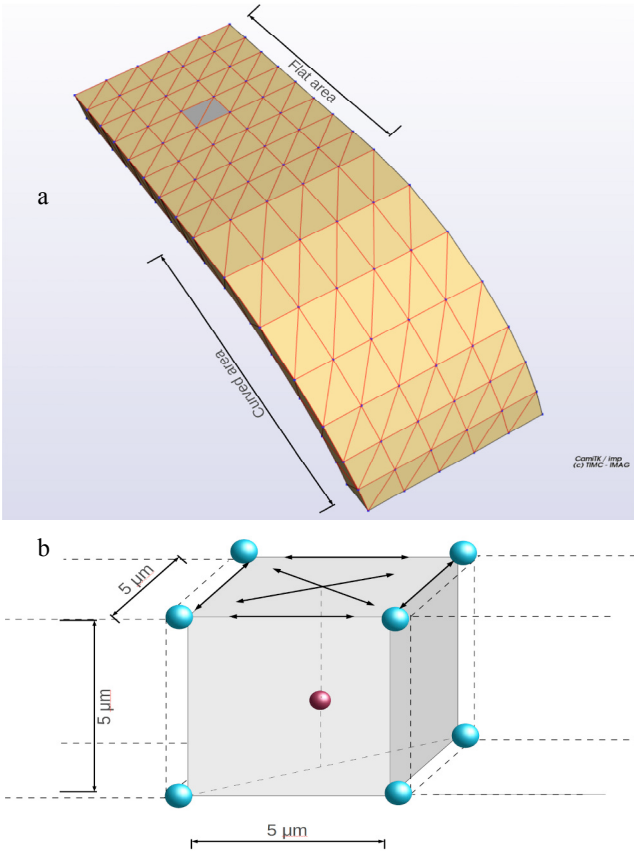 a
Flat area
Curved area
CamiTK / imp
(c) TIMC - IMAG
b
5 µm
5 µm
5 µm